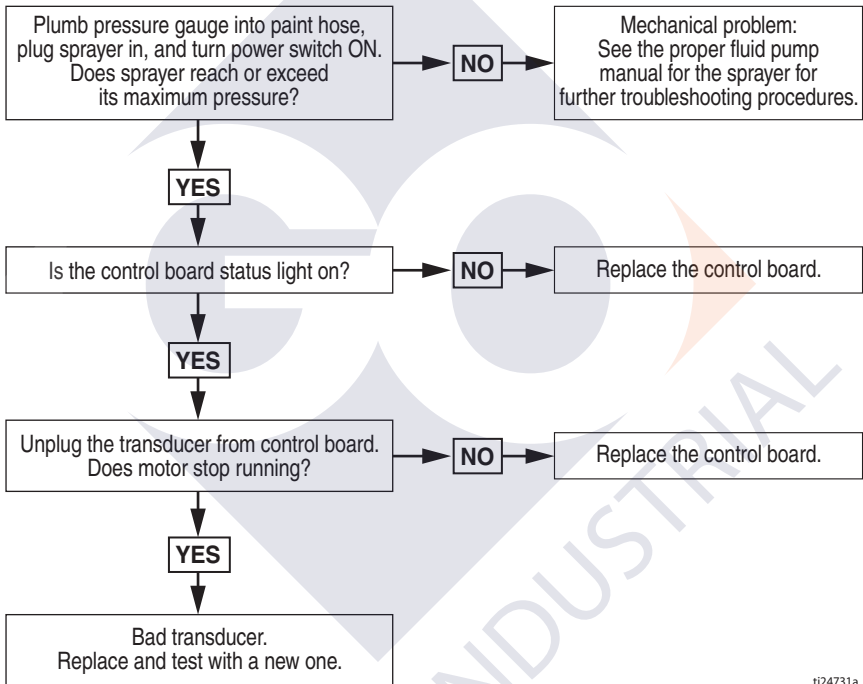 Plumb pressure gauge into paint hose,
plug sprayer in, and turn power switch ON.
Does sprayer reach or exceed
its maximum pressure?
NO
Mechanical problem:
See the proper fluid pump
manual for the sprayer for
further troubleshooting procedures.
YES
Is the control board status light on?
NO
Replace the control board.
YES
Unplug the transducer from control board.
Does motor stop running?
NO
Replace the control board.
YES
Bad transducer.
Replace and test with a new one.
ti24731a
GO
INDUSTRIAL